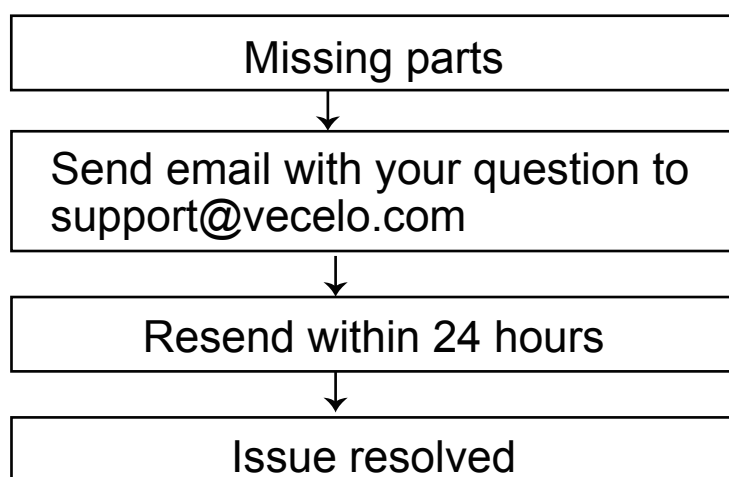 Missing parts
Send email with your question to
support@vecelo.com
Resend within 24 hours
Issue resolved